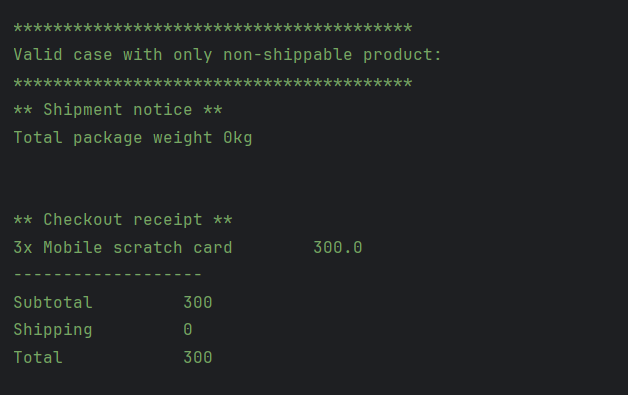 ****************************************
Valid case with only non-shippable product:
****************************************
** Shipment notice **
Total package weight 0kg
** Checkout receipt **
3x Mobile scratch card        300.0
-------------------
Subtotal         300
Shipping         0
Total            300